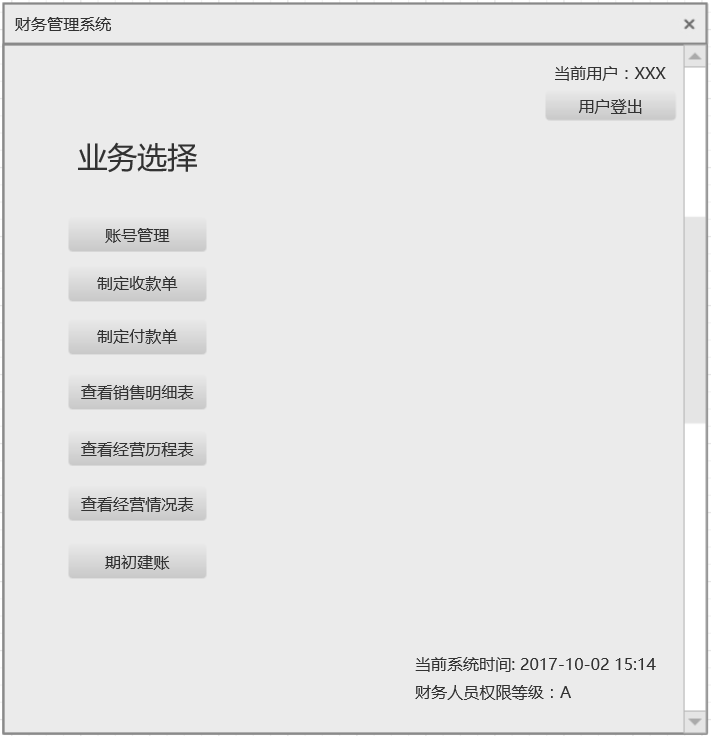 财务管理系统
当前用户：XXX
用户登出
业务选择
账号管理
制定收款单
制定付款单
查看销售明细表
查看经营历程表
查看经营情况表
期初建账
当前系统时间: 2017-10-02 15:14
财务人员权限等级：A